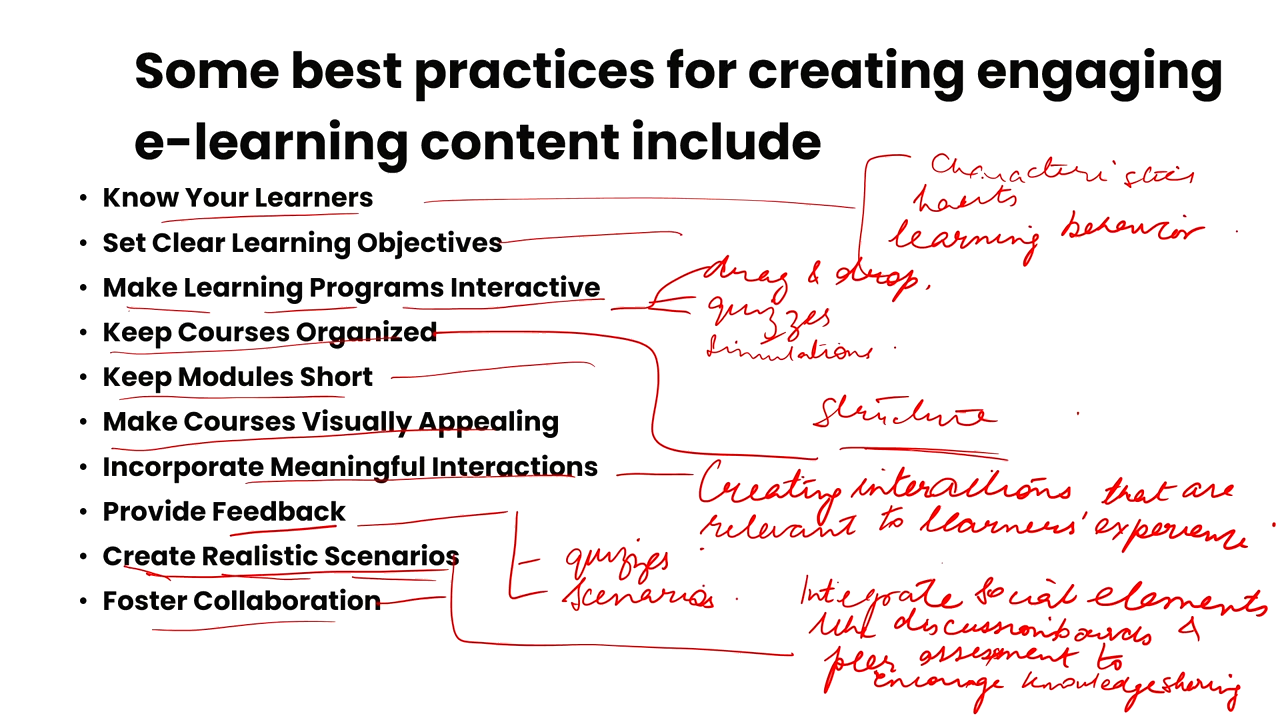 Some best practices for creating engaging
e-learning content include
• Know Your Learners
• Set Clear Learning Objectives
• Make Learning Programs Interactive
• Keep Courses Organized
• Keep Modules Short
• Make Courses Visually Appealing
• Incorporate Meaningful Interactions
• Provide Feedback
• Create Realistic Scenarios
• Foster Collaboration
Characteristics
habits
learning behavior
drag & drop.
quizzes
simulations
structure
Creating interactions that are
relevant to learners' experience
quizzes
scenarios
Integrate social elements
like discussion boards &
peer assessment to
encourage knowledge sharing